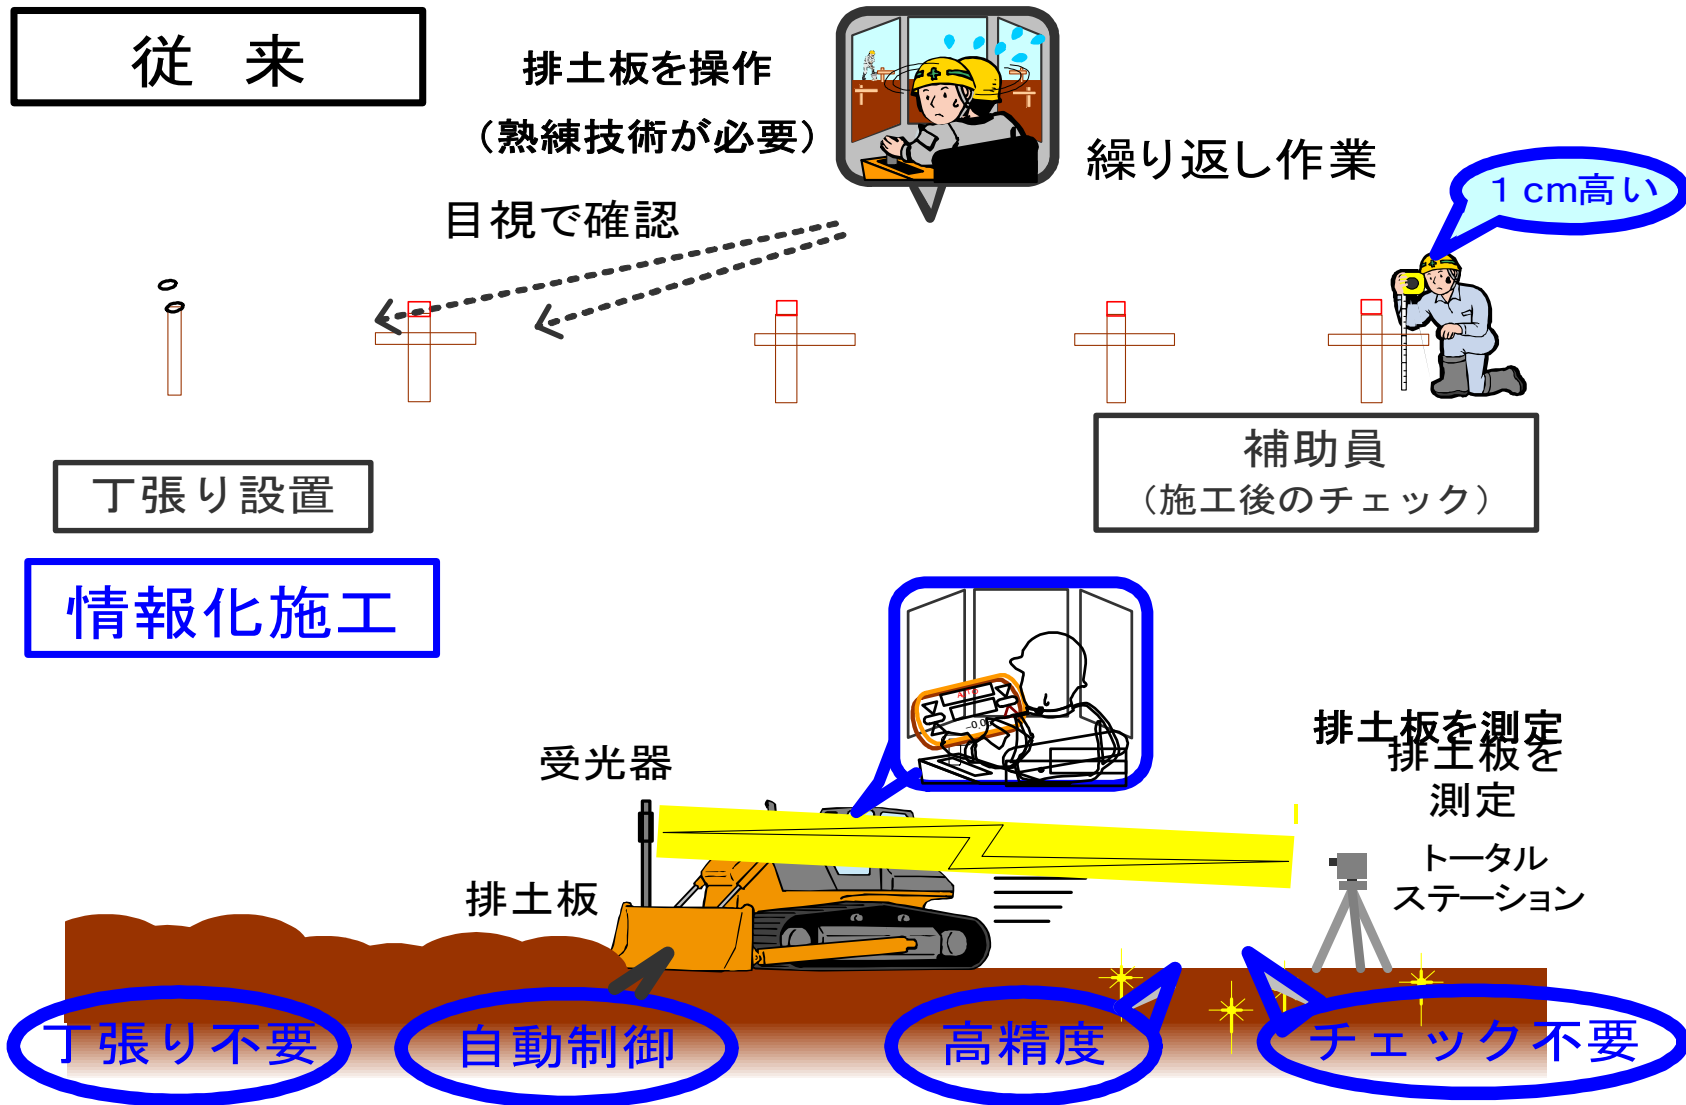 従　来
排土板を操作
（熟練技術が必要）
繰り返し作業
１cm高い
目視で確認
丁張り設置
補助員
（施工後のチェック）
情報化施工
排土板を測定
排土板を
測定
受光器
トータル
ステーション
排土板
丁張り不要
自動制御
高精度
チェック不要